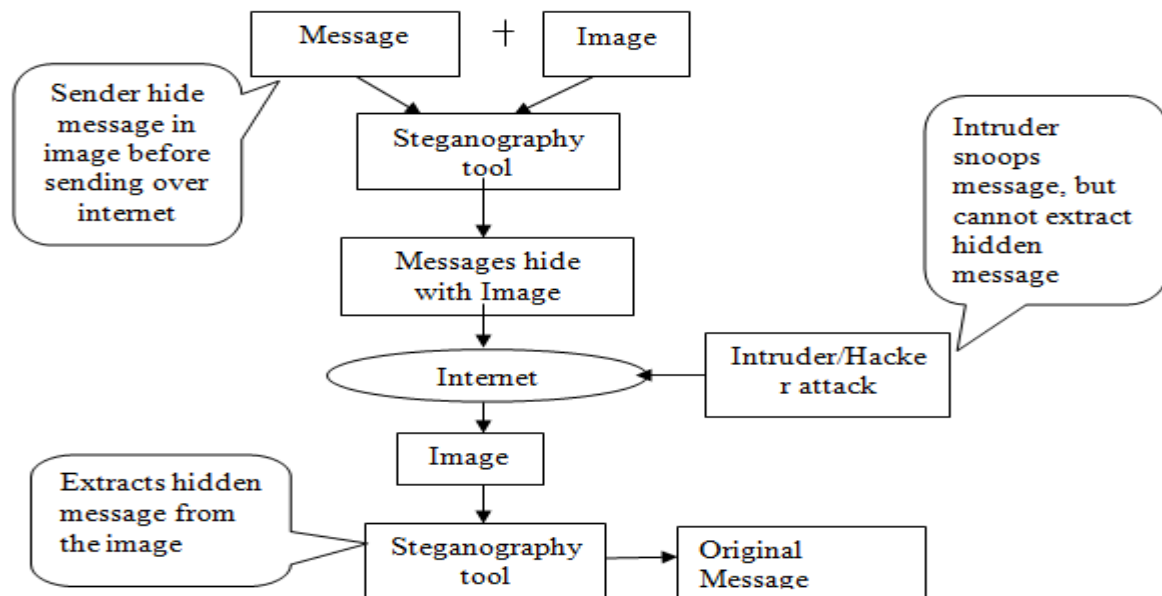 Message
+
Image
Sender hide
message in
image before
sending over
internet
Steganography
tool
Intruder
snoops
message, but
cannot extract
hidden
message
Messages hide
with Image
Internet
Intruder/Hacke
r attack
Image
Extracts hidden
message from
the image
Steganography
tool
Original
Message